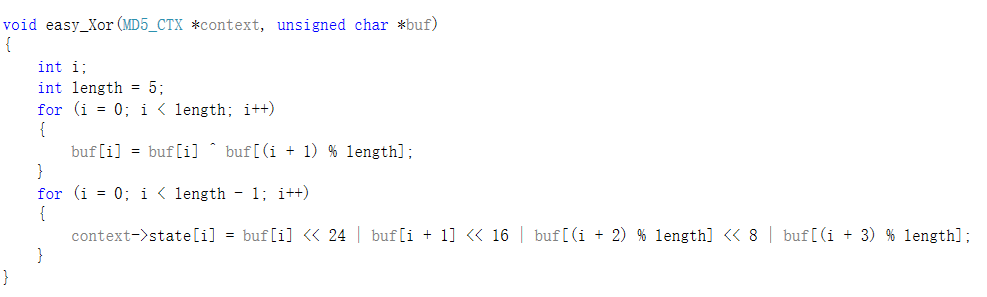 void easy_Xor(MD5_CTX *context, unsigned char *buf)
{
    int i;
    int length = 5;
    for (i = 0; i < length; i++)
    {
        buf[i] = buf[i] ^ buf[(i + 1) % length];
    }
    for (i = 0; i < length - 1; i++)
    {
        context->state[i] = buf[i] << 24 | buf[i + 1] << 16 | buf[(i + 2) % length] << 8 | buf[(i + 3) % length];
    }
}